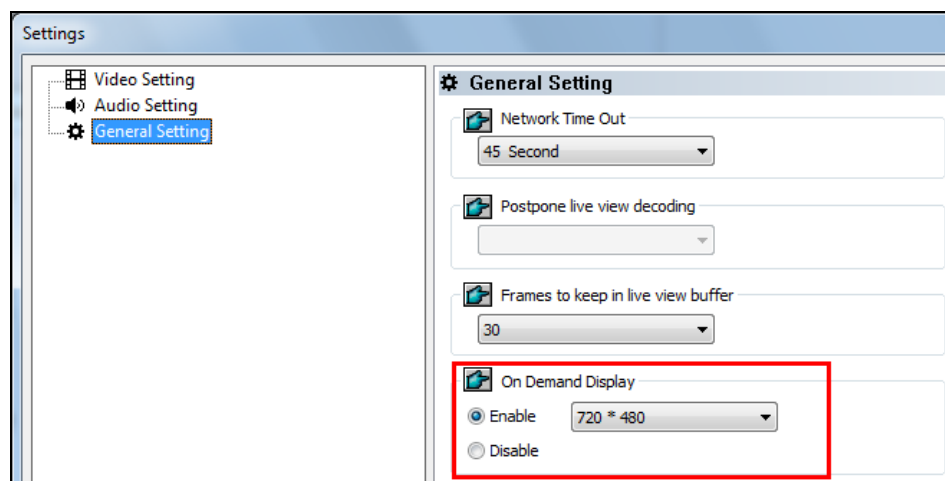 Settings
Video Setting
Audio Setting
General Setting
General Setting
Network Time Out
45 Second
Postpone live view decoding
Frames to keep in live view buffer
30
On Demand Display
Enable 720 * 480
Disable